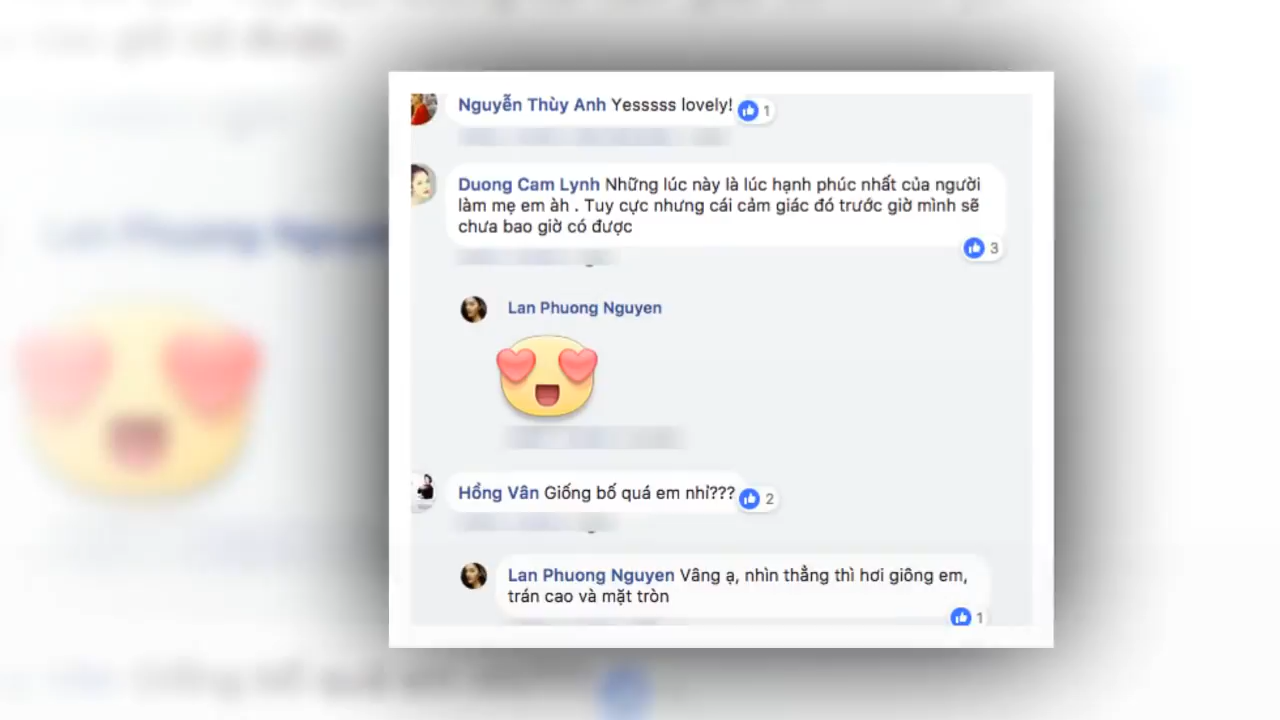 Nguyễn Thùy Anh Yesssss lovely! 1
Duong Cam Lynh Những lúc này là lúc hạnh phúc nhất của người
làm mẹ em àh . Tuy cực nhưng cái cảm giác đó trước giờ mình sẽ
chưa bao giờ có được
3
Lan Phuong Nguyen
Hồng Vân Giống bố quá em nhỉ??? 2
Lan Phuong Nguyen Vâng ạ, nhìn thẳng thì hơi giông em,
trán cao và mặt tròn
1